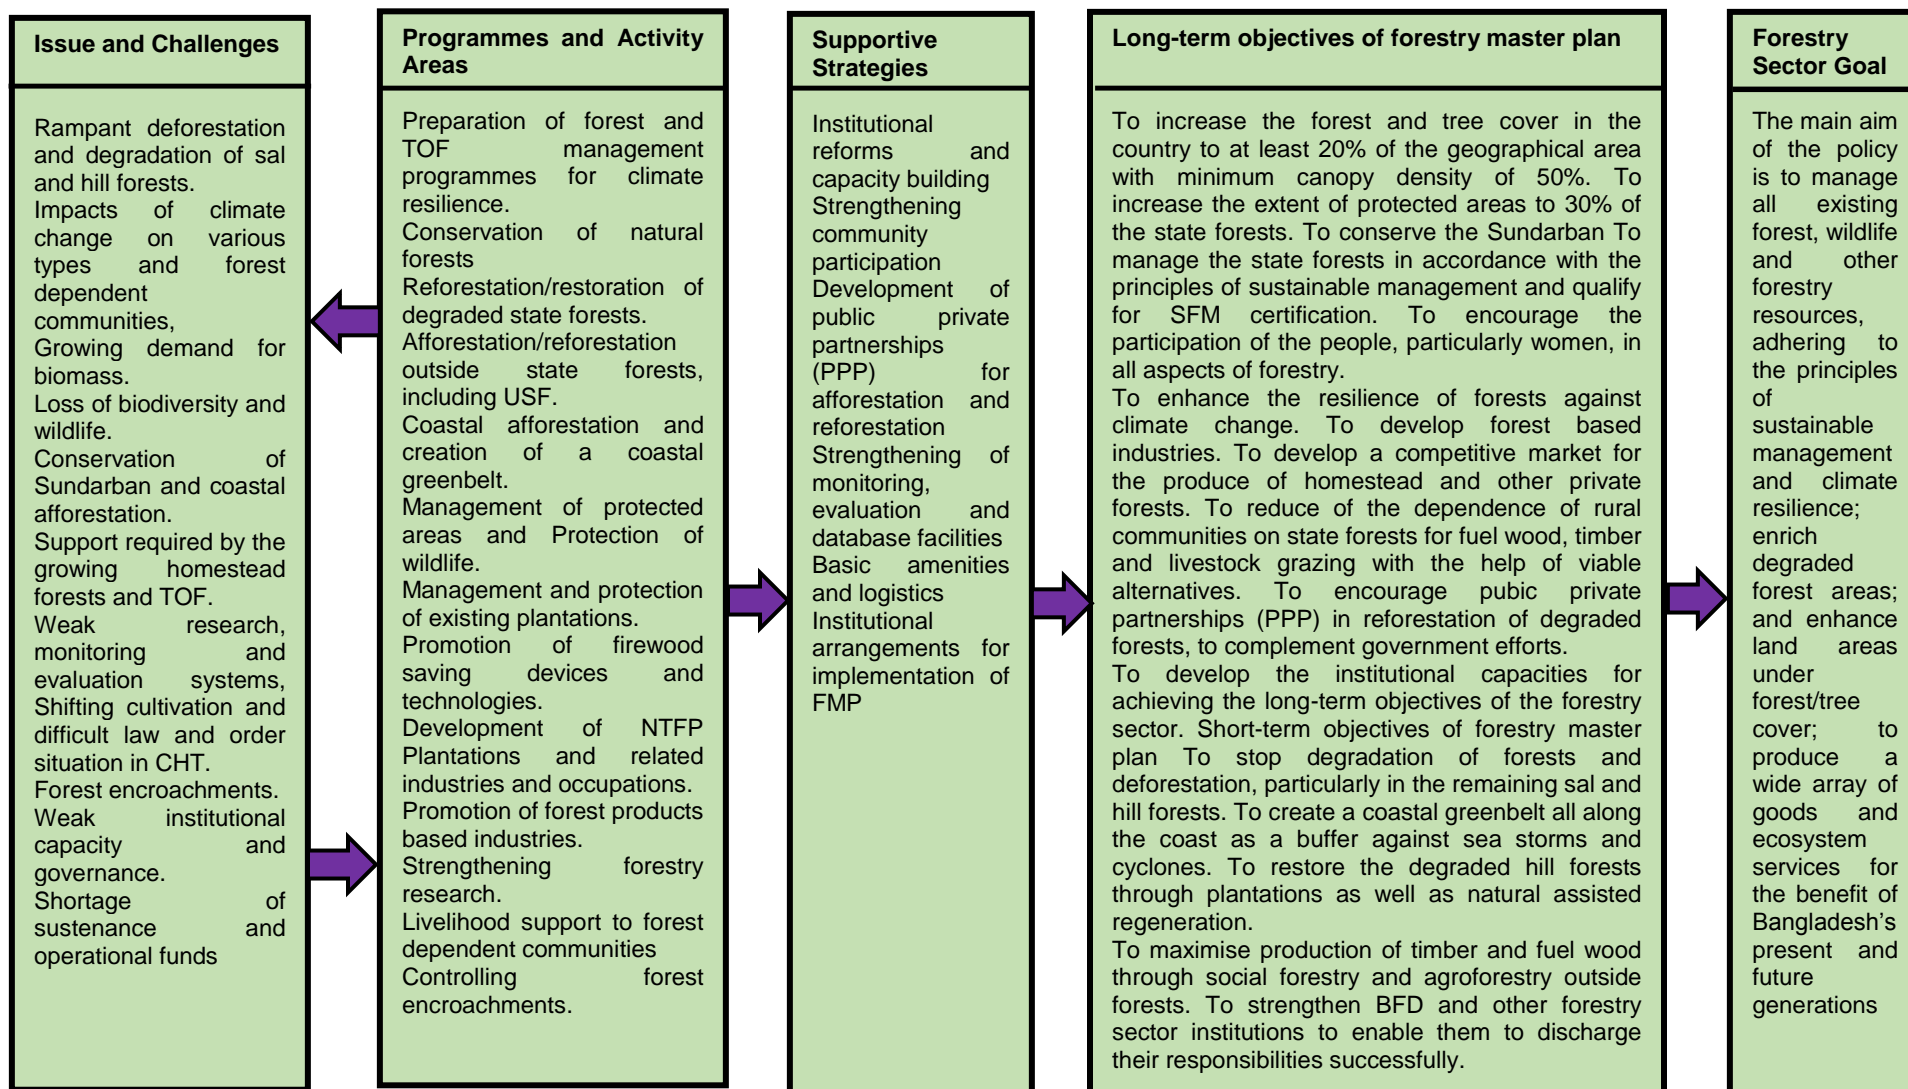 Issue and Challenges
Rampant deforestation
and degradation of sal
and hill forests.
Impacts of climate
change on various
types and forest
dependent
communities,
Growing demand for
biomass.
Loss of biodiversity and
wildlife.
Conservation of
Sundarban and coastal
afforestation.
Support required by the
growing homestead
forests and TOF.
Weak research,
monitoring and
evaluation systems,
Shifting cultivation and
difficult law and order
situation in CHT.
Forest encroachments.
Weak institutional
capacity and
governance.
Shortage of
sustenance and
operational funds
Programmes and Activity
Areas
Preparation of forest and
TOF management
programmes for climate
resilience.
Conservation of natural
forests
Reforestation/restoration of
degraded state forests.
Afforestation/reforestation
outside state forests,
including USF.
Coastal afforestation and
creation of a coastal
greenbelt.
Management of protected
areas and Protection of
wildlife.
Management and protection
of existing plantations.
Promotion of firewood
saving devices and
technologies.
Development of NTFP
Plantations and related
industries and occupations.
Promotion of forest products
based industries.
Strengthening forestry
research.
Livelihood support to forest
dependent communities
Controlling forest
encroachments.
Supportive
Strategies
Institutional
reforms and
capacity building
Strengthening
community
participation
Development of
public private
partnerships
(PPP) for
afforestation and
reforestation
Strengthening of
monitoring,
evaluation and
database facilities
Basic amenities
and logistics
Institutional
arrangements for
implementation of
FMP
Long-term objectives of forestry master plan
To increase the forest and tree cover in the
country to at least 20% of the geographical area
with minimum canopy density of 50%. To
increase the extent of protected areas to 30% of
the state forests. To conserve the Sundarban To
manage the state forests in accordance with the
principles of sustainable management and qualify
for SFM certification. To encourage the
participation of the people, particularly women, in
all aspects of forestry.
To enhance the resilience of forests against
climate change. To develop forest based
industries. To develop a competitive market for
the produce of homestead and other private
forests. To reduce of the dependence of rural
communities on state forests for fuel wood, timber
and livestock grazing with the help of viable
alternatives. To encourage pubic private
partnerships (PPP) in reforestation of degraded
forests, to complement government efforts.
To develop the institutional capacities for
achieving the long-term objectives of the forestry
sector. Short-term objectives of forestry master
plan To stop degradation of forests and
deforestation, particularly in the remaining sal and
hill forests. To create a coastal greenbelt all along
the coast as a buffer against sea storms and
cyclones. To restore the degraded hill forests
through plantations as well as natural assisted
regeneration.
To maximise production of timber and fuel wood
through social forestry and agroforestry outside
forests. To strengthen BFD and other forestry
sector institutions to enable them to discharge
their responsibilities successfully.
Forestry
Sector Goal
The main aim
of the policy
is to manage
all existing
forest, wildlife
and other
forestry
resources,
adhering to
the principles
of
sustainable
management
and climate
resilience;
enrich
degraded
forest areas;
and enhance
land areas
under
forest/tree
cover; to
produce a
wide array of
goods and
ecosystem
services for
the benefit of
Bangladesh's
present and
future
generations